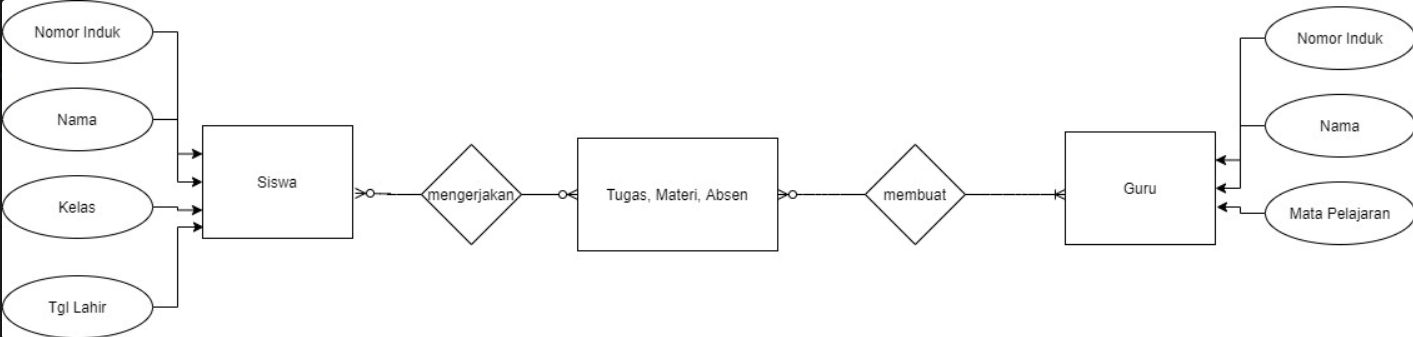 Nomor Induk
Nama
Kelas
Tgl Lahir
Siswa
mengerjakan
Tugas, Materi, Absen
membuat
Guru
Nomor Induk
Nama
Mata Pelajaran